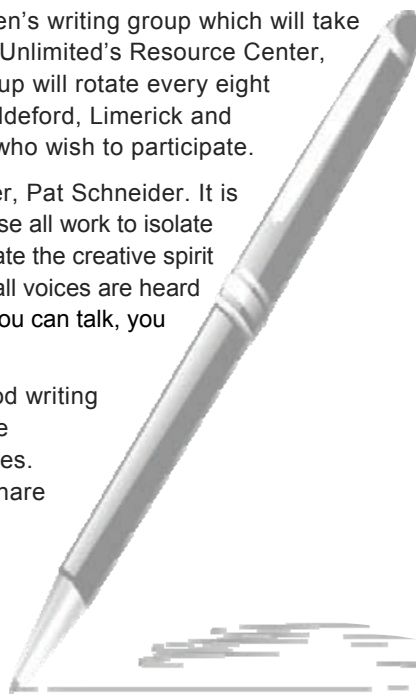 en’s writing group which will take
Unlimited’s Resource Center,
up will rotate every eight
ldeford, Limerick and
who wish to participate.
er, Pat Schneider. It is
se all work to isolate
ate the creative spirit
all voices are heard
ou can talk, you
od writing
e
es.
hare